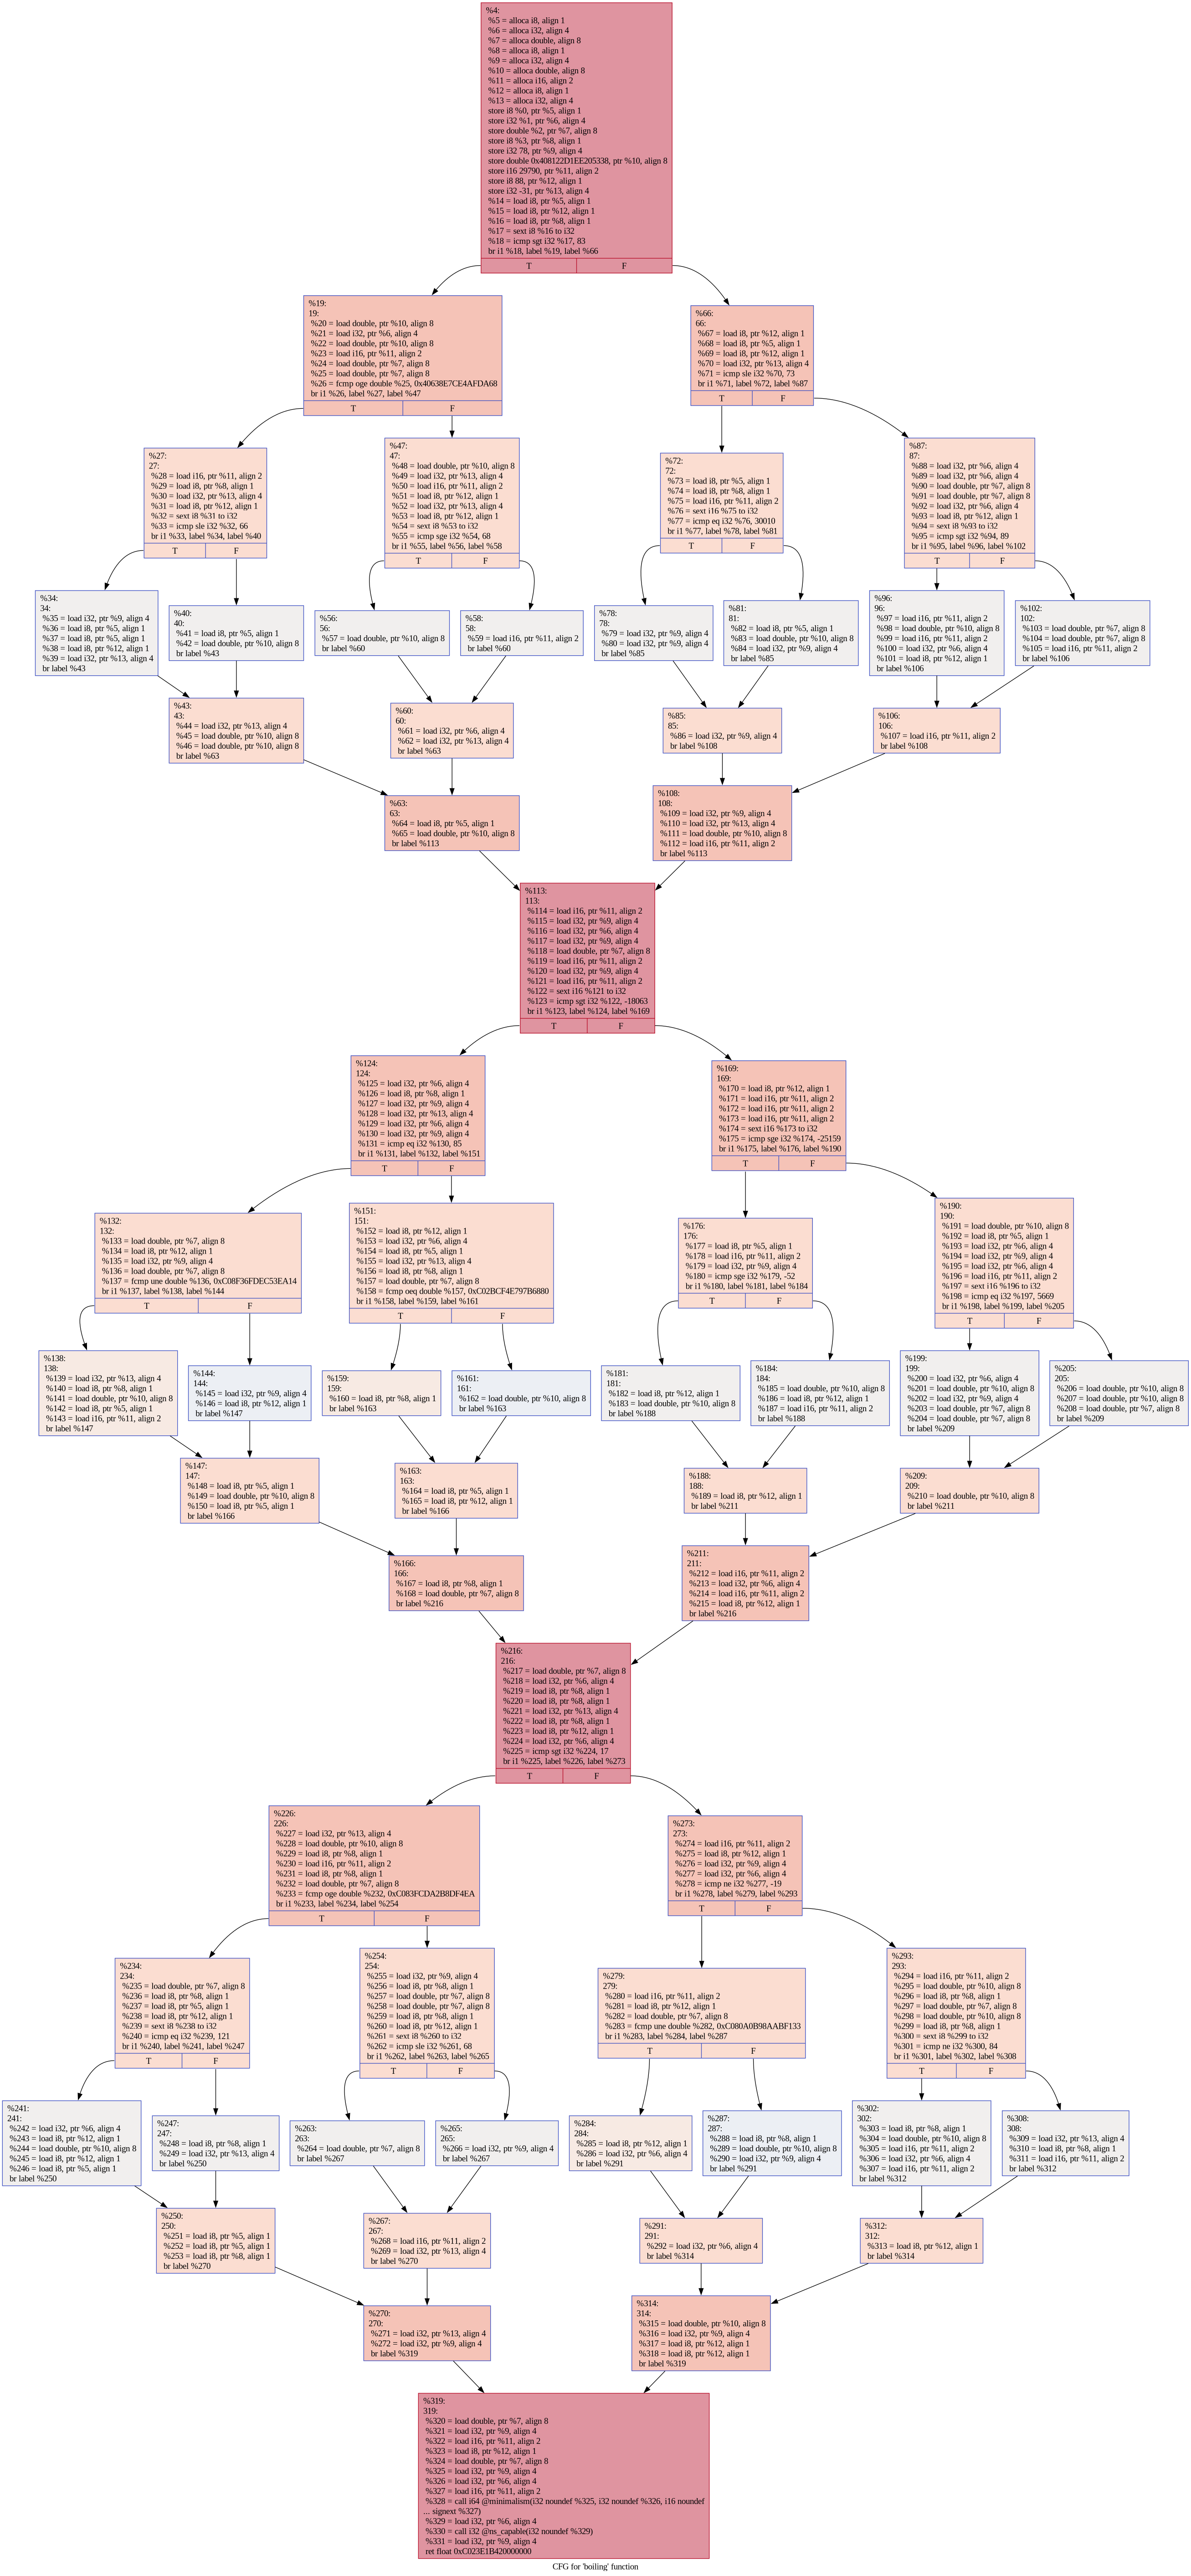 %4:
%5 = alloca i8, align 1
%6 = alloca i32, align 4
%7 = alloca double, align 8
%8 = alloca i8, align 1
%9 = alloca i32, align 4
%10 = alloca double, align 8
%11 = alloca i16, align 2
%12 = alloca i8, align 1
%13 = alloca i32, align 4
store i8 %0, ptr %5, align 1
store i32 %1, ptr %6, align 4
store double %2, ptr %7, align 8
store i8 %3, ptr %8, align 1
store i32 78, ptr %9, align 4
store double 0x408122D1EE205338, ptr %10, align 8
store i16 29790, ptr %11, align 2
store i8 88, ptr %12, align 1
store i32 -31, ptr %13, align 4
%14 = load i8, ptr %5, align 1
%15 = load i8, ptr %12, align 1
%16 = load i8, ptr %8, align 1
%17 = sext i8 %16 to i32
%18 = icmp sgt i32 %17, 83
br i1 %18, label %19, label %66
T F
%19:
19:
%20 = load double, ptr %10, align 8
%21 = load i32, ptr %6, align 4
%22 = load double, ptr %10, align 8
%23 = load i16, ptr %11, align 2
%24 = load double, ptr %7, align 8
%25 = load double, ptr %7, align 8
%26 = fcmp oge double %25, 0x40638E7CE4AFDA68
br i1 %26, label %27, label %47
T F
%66:
66:
%67 = load i8, ptr %12, align 1
%68 = load i8, ptr %5, align 1
%69 = load i8, ptr %12, align 1
%70 = load i32, ptr %13, align 4
%71 = icmp sle i32 %70, 73
br i1 %71, label %72, label %87
T F
%27:
27:
%28 = load i16, ptr %11, align 2
%29 = load i8, ptr %8, align 1
%30 = load i32, ptr %13, align 4
%31 = load i8, ptr %12, align 1
%32 = sext i8 %31 to i32
%33 = icmp sle i32 %32, 66
br i1 %33, label %34, label %40
T F
%47:
47:
%48 = load double, ptr %10, align 8
%49 = load i32, ptr %13, align 4
%50 = load i16, ptr %11, align 2
%51 = load i8, ptr %12, align 1
%52 = load i32, ptr %13, align 4
%53 = load i8, ptr %12, align 1
%54 = sext i8 %53 to i32
%55 = icmp sge i32 %54, 68
br i1 %55, label %56, label %58
T F
%72:
72:
%73 = load i8, ptr %5, align 1
%74 = load i8, ptr %8, align 1
%75 = load i16, ptr %11, align 2
%76 = sext i16 %75 to i32
%77 = icmp eq i32 %76, 30010
br i1 %77, label %78, label %81
T F
%87:
87:
%88 = load i32, ptr %6, align 4
%89 = load i32, ptr %6, align 4
%90 = load double, ptr %7, align 8
%91 = load double, ptr %7, align 8
%92 = load i32, ptr %6, align 4
%93 = load i8, ptr %12, align 1
%94 = sext i8 %93 to i32
%95 = icmp sgt i32 %94, 89
br i1 %95, label %96, label %102
T F
%34:
34:
%35 = load i32, ptr %9, align 4
%36 = load i8, ptr %5, align 1
%37 = load i8, ptr %5, align 1
%38 = load i8, ptr %12, align 1
%39 = load i32, ptr %13, align 4
br label %43
%40:
40:
%41 = load i8, ptr %5, align 1
%42 = load double, ptr %10, align 8
br label %43
%56:
56:
%57 = load double, ptr %10, align 8
br label %60
%58:
58:
%59 = load i16, ptr %11, align 2
br label %60
%78:
78:
%79 = load i32, ptr %9, align 4
%80 = load i32, ptr %9, align 4
br label %85
%81:
81:
%82 = load i8, ptr %5, align 1
%83 = load double, ptr %10, align 8
%84 = load i32, ptr %9, align 4
br label %85
%96:
96:
%97 = load i16, ptr %11, align 2
%98 = load double, ptr %10, align 8
%99 = load i16, ptr %11, align 2
%100 = load i32, ptr %6, align 4
%101 = load i8, ptr %12, align 1
br label %106
%102:
102:
%103 = load double, ptr %7, align 8
%104 = load double, ptr %7, align 8
%105 = load i16, ptr %11, align 2
br label %106
%43:
43:
%44 = load i32, ptr %13, align 4
%45 = load double, ptr %10, align 8
%46 = load double, ptr %10, align 8
br label %63
%60:
60:
%61 = load i32, ptr %6, align 4
%62 = load i32, ptr %13, align 4
br label %63
%85:
85:
%86 = load i32, ptr %9, align 4
br label %108
%106:
106:
%107 = load i16, ptr %11, align 2
br label %108
%63:
63:
%64 = load i8, ptr %5, align 1
%65 = load double, ptr %10, align 8
br label %113
%108:
108:
%109 = load i32, ptr %9, align 4
%110 = load i32, ptr %13, align 4
%111 = load double, ptr %10, align 8
%112 = load i16, ptr %11, align 2
br label %113
%113:
113:
%114 = load i16, ptr %11, align 2
%115 = load i32, ptr %9, align 4
%116 = load i32, ptr %6, align 4
%117 = load i32, ptr %9, align 4
%118 = load double, ptr %7, align 8
%119 = load i16, ptr %11, align 2
%120 = load i32, ptr %9, align 4
%121 = load i16, ptr %11, align 2
%122 = sext i16 %121 to i32
%123 = icmp sgt i32 %122, -18063
br i1 %123, label %124, label %169
T F
%124:
124:
%125 = load i32, ptr %6, align 4
%126 = load i8, ptr %8, align 1
%127 = load i32, ptr %9, align 4
%128 = load i32, ptr %13, align 4
%129 = load i32, ptr %6, align 4
%130 = load i32, ptr %9, align 4
%131 = icmp eq i32 %130, 85
br i1 %131, label %132, label %151
T F
%169:
169:
%170 = load i8, ptr %12, align 1
%171 = load i16, ptr %11, align 2
%172 = load i16, ptr %11, align 2
%173 = load i16, ptr %11, align 2
%174 = sext i16 %173 to i32
%175 = icmp sge i32 %174, -25159
br i1 %175, label %176, label %190
T F
%132:
132:
%133 = load double, ptr %7, align 8
%134 = load i8, ptr %12, align 1
%135 = load i32, ptr %9, align 4
%136 = load double, ptr %7, align 8
%137 = fcmp une double %136, 0xC08F36FDEC53EA14
br i1 %137, label %138, label %144
T F
%151:
151:
%152 = load i8, ptr %12, align 1
%153 = load i32, ptr %6, align 4
%154 = load i8, ptr %5, align 1
%155 = load i32, ptr %13, align 4
%156 = load i8, ptr %8, align 1
%157 = load double, ptr %7, align 8
%158 = fcmp oeq double %157, 0xC02BCF4E797B6880
br i1 %158, label %159, label %161
T F
%176:
176:
%177 = load i8, ptr %5, align 1
%178 = load i16, ptr %11, align 2
%179 = load i32, ptr %9, align 4
%180 = icmp sge i32 %179, -52
br i1 %180, label %181, label %184
T F
%190:
190:
%191 = load double, ptr %10, align 8
%192 = load i8, ptr %5, align 1
%193 = load i32, ptr %6, align 4
%194 = load i32, ptr %9, align 4
%195 = load i32, ptr %6, align 4
%196 = load i16, ptr %11, align 2
%197 = sext i16 %196 to i32
%198 = icmp eq i32 %197, 5669
br i1 %198, label %199, label %205
T F
%138:
138:
%139 = load i32, ptr %13, align 4
%140 = load i8, ptr %8, align 1
%141 = load double, ptr %10, align 8
%142 = load i8, ptr %5, align 1
%143 = load i16, ptr %11, align 2
br label %147
%144:
144:
%145 = load i32, ptr %9, align 4
%146 = load i8, ptr %12, align 1
br label %147
%159:
159:
%160 = load i8, ptr %8, align 1
br label %163
%161:
161:
%162 = load double, ptr %10, align 8
br label %163
%181:
181:
%182 = load i8, ptr %12, align 1
%183 = load double, ptr %10, align 8
br label %188
%184:
184:
%185 = load double, ptr %10, align 8
%186 = load i8, ptr %12, align 1
%187 = load i16, ptr %11, align 2
br label %188
%199:
199:
%200 = load i32, ptr %6, align 4
%201 = load double, ptr %10, align 8
%202 = load i32, ptr %9, align 4
%203 = load double, ptr %7, align 8
%204 = load double, ptr %7, align 8
br label %209
%205:
205:
%206 = load double, ptr %10, align 8
%207 = load double, ptr %10, align 8
%208 = load double, ptr %7, align 8
br label %209
%147:
147:
%148 = load i8, ptr %5, align 1
%149 = load double, ptr %10, align 8
%150 = load i8, ptr %5, align 1
br label %166
%163:
163:
%164 = load i8, ptr %5, align 1
%165 = load i8, ptr %12, align 1
br label %166
%188:
188:
%189 = load i8, ptr %12, align 1
br label %211
%209:
209:
%210 = load double, ptr %10, align 8
br label %211
%166:
166:
%167 = load i8, ptr %8, align 1
%168 = load double, ptr %7, align 8
br label %216
%211:
211:
%212 = load i16, ptr %11, align 2
%213 = load i32, ptr %6, align 4
%214 = load i16, ptr %11, align 2
%215 = load i8, ptr %12, align 1
br label %216
%216:
216:
%217 = load double, ptr %7, align 8
%218 = load i32, ptr %6, align 4
%219 = load i8, ptr %8, align 1
%220 = load i8, ptr %8, align 1
%221 = load i32, ptr %13, align 4
%222 = load i8, ptr %8, align 1
%223 = load i8, ptr %12, align 1
%224 = load i32, ptr %6, align 4
%225 = icmp sgt i32 %224, 17
br i1 %225, label %226, label %273
T F
%226:
226:
%227 = load i32, ptr %13, align 4
%228 = load double, ptr %10, align 8
%229 = load i8, ptr %8, align 1
%230 = load i16, ptr %11, align 2
%231 = load i8, ptr %8, align 1
%232 = load double, ptr %7, align 8
%233 = fcmp oge double %232, 0xC083FCDA2B8DF4EA
br i1 %233, label %234, label %254
T F
%273:
273:
%274 = load i16, ptr %11, align 2
%275 = load i8, ptr %12, align 1
%276 = load i32, ptr %9, align 4
%277 = load i32, ptr %6, align 4
%278 = icmp ne i32 %277, -19
br i1 %278, label %279, label %293
T F
%234:
234:
%235 = load double, ptr %7, align 8
%236 = load i8, ptr %8, align 1
%237 = load i8, ptr %5, align 1
%238 = load i8, ptr %12, align 1
%239 = sext i8 %238 to i32
%240 = icmp eq i32 %239, 121
br i1 %240, label %241, label %247
T F
%254:
254:
%255 = load i32, ptr %9, align 4
%256 = load i8, ptr %8, align 1
%257 = load double, ptr %7, align 8
%258 = load double, ptr %7, align 8
%259 = load i8, ptr %8, align 1
%260 = load i8, ptr %12, align 1
%261 = sext i8 %260 to i32
%262 = icmp sle i32 %261, 68
br i1 %262, label %263, label %265
T F
%279:
279:
%280 = load i16, ptr %11, align 2
%281 = load i8, ptr %12, align 1
%282 = load double, ptr %7, align 8
%283 = fcmp une double %282, 0xC080A0B98AABF133
br i1 %283, label %284, label %287
T F
%293:
293:
%294 = load i16, ptr %11, align 2
%295 = load double, ptr %10, align 8
%296 = load i8, ptr %8, align 1
%297 = load double, ptr %7, align 8
%298 = load double, ptr %10, align 8
%299 = load i8, ptr %8, align 1
%300 = sext i8 %299 to i32
%301 = icmp ne i32 %300, 84
br i1 %301, label %302, label %308
T F
%241:
241:
%242 = load i32, ptr %6, align 4
%243 = load i8, ptr %12, align 1
%244 = load double, ptr %10, align 8
%245 = load i8, ptr %12, align 1
%246 = load i8, ptr %5, align 1
br label %250
%247:
247:
%248 = load i8, ptr %8, align 1
%249 = load i32, ptr %13, align 4
br label %250
%263:
263:
%264 = load double, ptr %7, align 8
br label %267
%265:
265:
%266 = load i32, ptr %9, align 4
br label %267
%284:
284:
%285 = load i8, ptr %12, align 1
%286 = load i32, ptr %6, align 4
br label %291
%287:
287:
%288 = load i8, ptr %8, align 1
%289 = load double, ptr %10, align 8
%290 = load i32, ptr %9, align 4
br label %291
%302:
302:
%303 = load i8, ptr %8, align 1
%304 = load double, ptr %10, align 8
%305 = load i16, ptr %11, align 2
%306 = load i32, ptr %6, align 4
%307 = load i16, ptr %11, align 2
br label %312
%308:
308:
%309 = load i32, ptr %13, align 4
%310 = load i8, ptr %8, align 1
%311 = load i16, ptr %11, align 2
br label %312
%250:
250:
%251 = load i8, ptr %5, align 1
%252 = load i8, ptr %5, align 1
%253 = load i8, ptr %8, align 1
br label %270
%267:
267:
%268 = load i16, ptr %11, align 2
%269 = load i32, ptr %13, align 4
br label %270
%291:
291:
%292 = load i32, ptr %6, align 4
br label %314
%312:
312:
%313 = load i8, ptr %12, align 1
br label %314
%270:
270:
%271 = load i32, ptr %13, align 4
%272 = load i32, ptr %9, align 4
br label %319
%314:
314:
%315 = load double, ptr %10, align 8
%316 = load i32, ptr %9, align 4
%317 = load i8, ptr %12, align 1
%318 = load i8, ptr %12, align 1
br label %319
%319:
319:
%320 = load double, ptr %7, align 8
%321 = load i32, ptr %9, align 4
%322 = load i16, ptr %11, align 2
%323 = load i8, ptr %12, align 1
%324 = load double, ptr %7, align 8
%325 = load i32, ptr %9, align 4
%326 = load i32, ptr %6, align 4
%327 = load i16, ptr %11, align 2
%328 = call i64 @minimalism(i32 noundef %325, i32 noundef %326, i16 noundef
... signext %327)
%329 = load i32, ptr %6, align 4
%330 = call i32 @ns_capable(i32 noundef %329)
%331 = load i32, ptr %9, align 4
ret float 0xC023E1B420000000
CFG for 'boiling' function